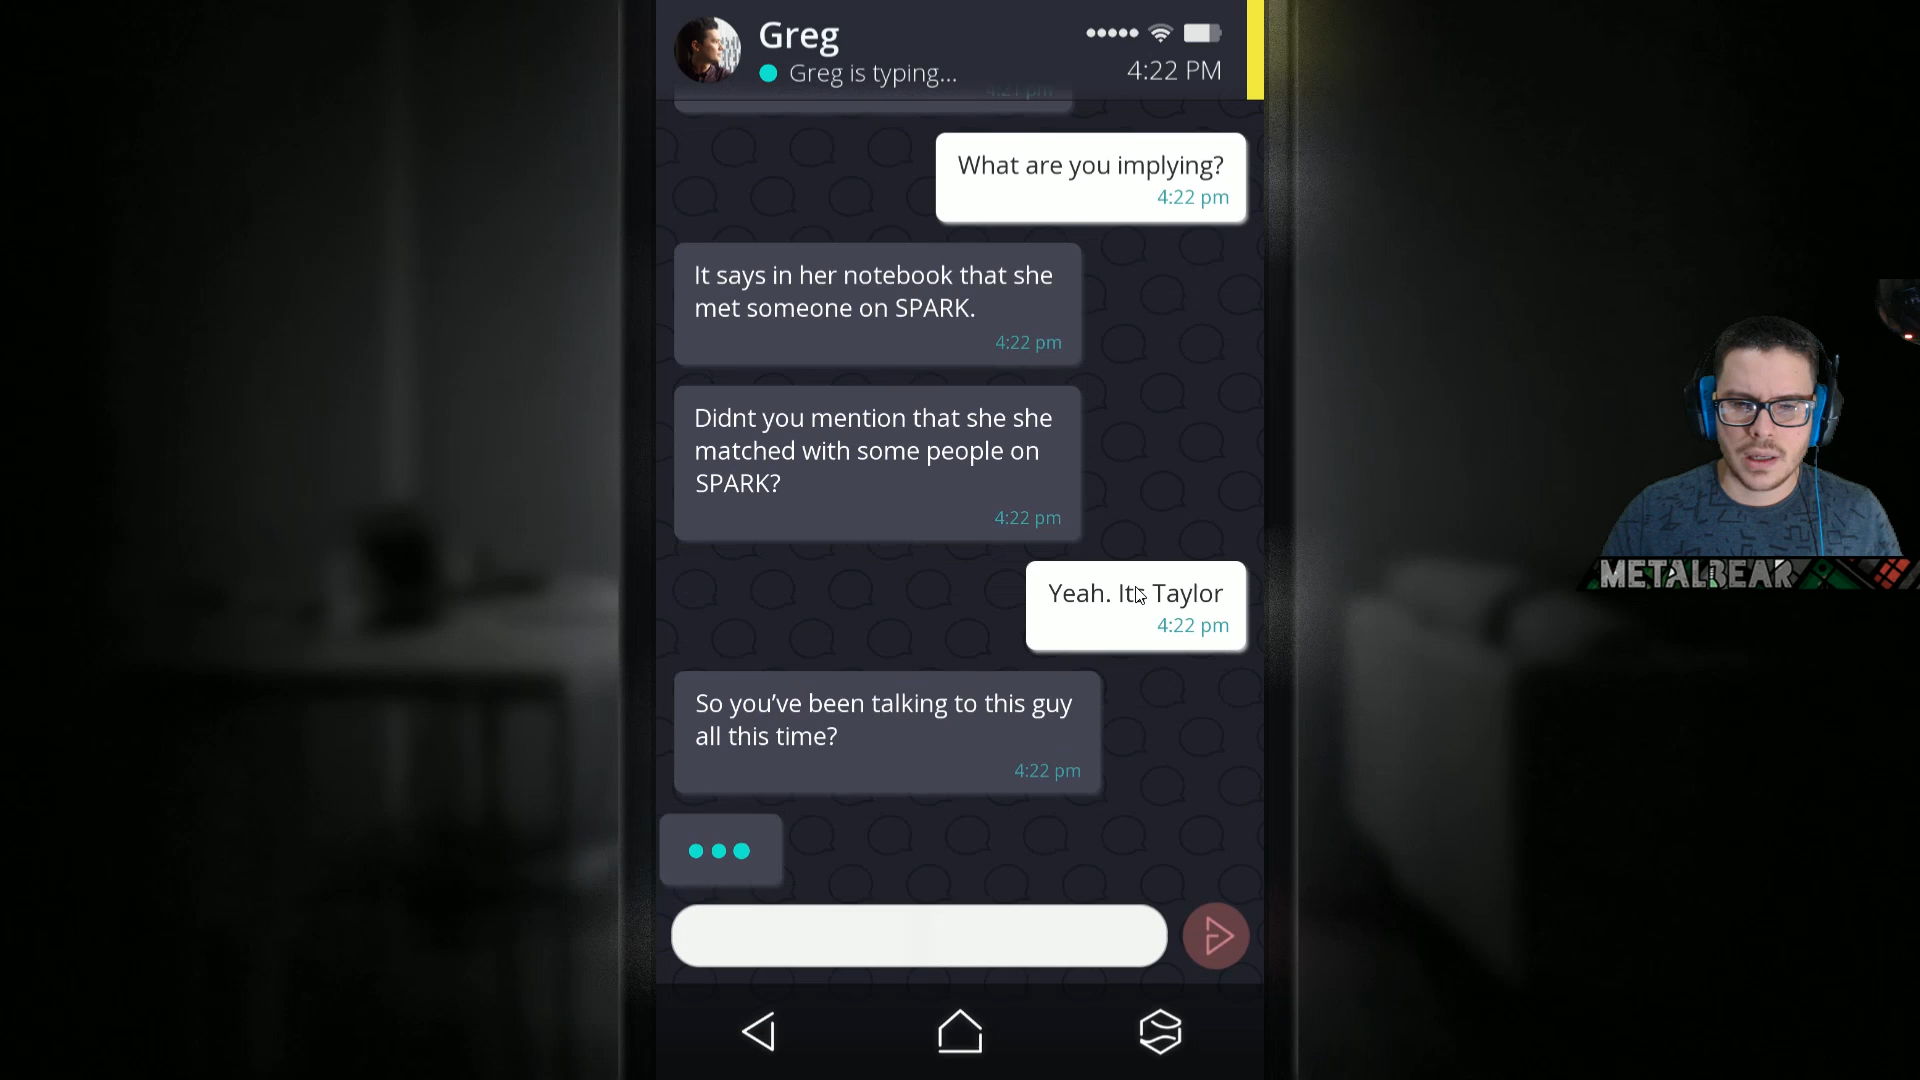 Greg
Greg is typing...
4:22 PM
4:21 pm
What are you implying?
4:22 pm
It says in her notebook that she
met someone on SPARK.
4:22 pm
Didnt you mention that she she
matched with some people on
SPARK?
4:22 pm
Yeah. Its Taylor
4:22 pm
So you’ve been talking to this guy
all this time?
4:22 pm
METALBEAR